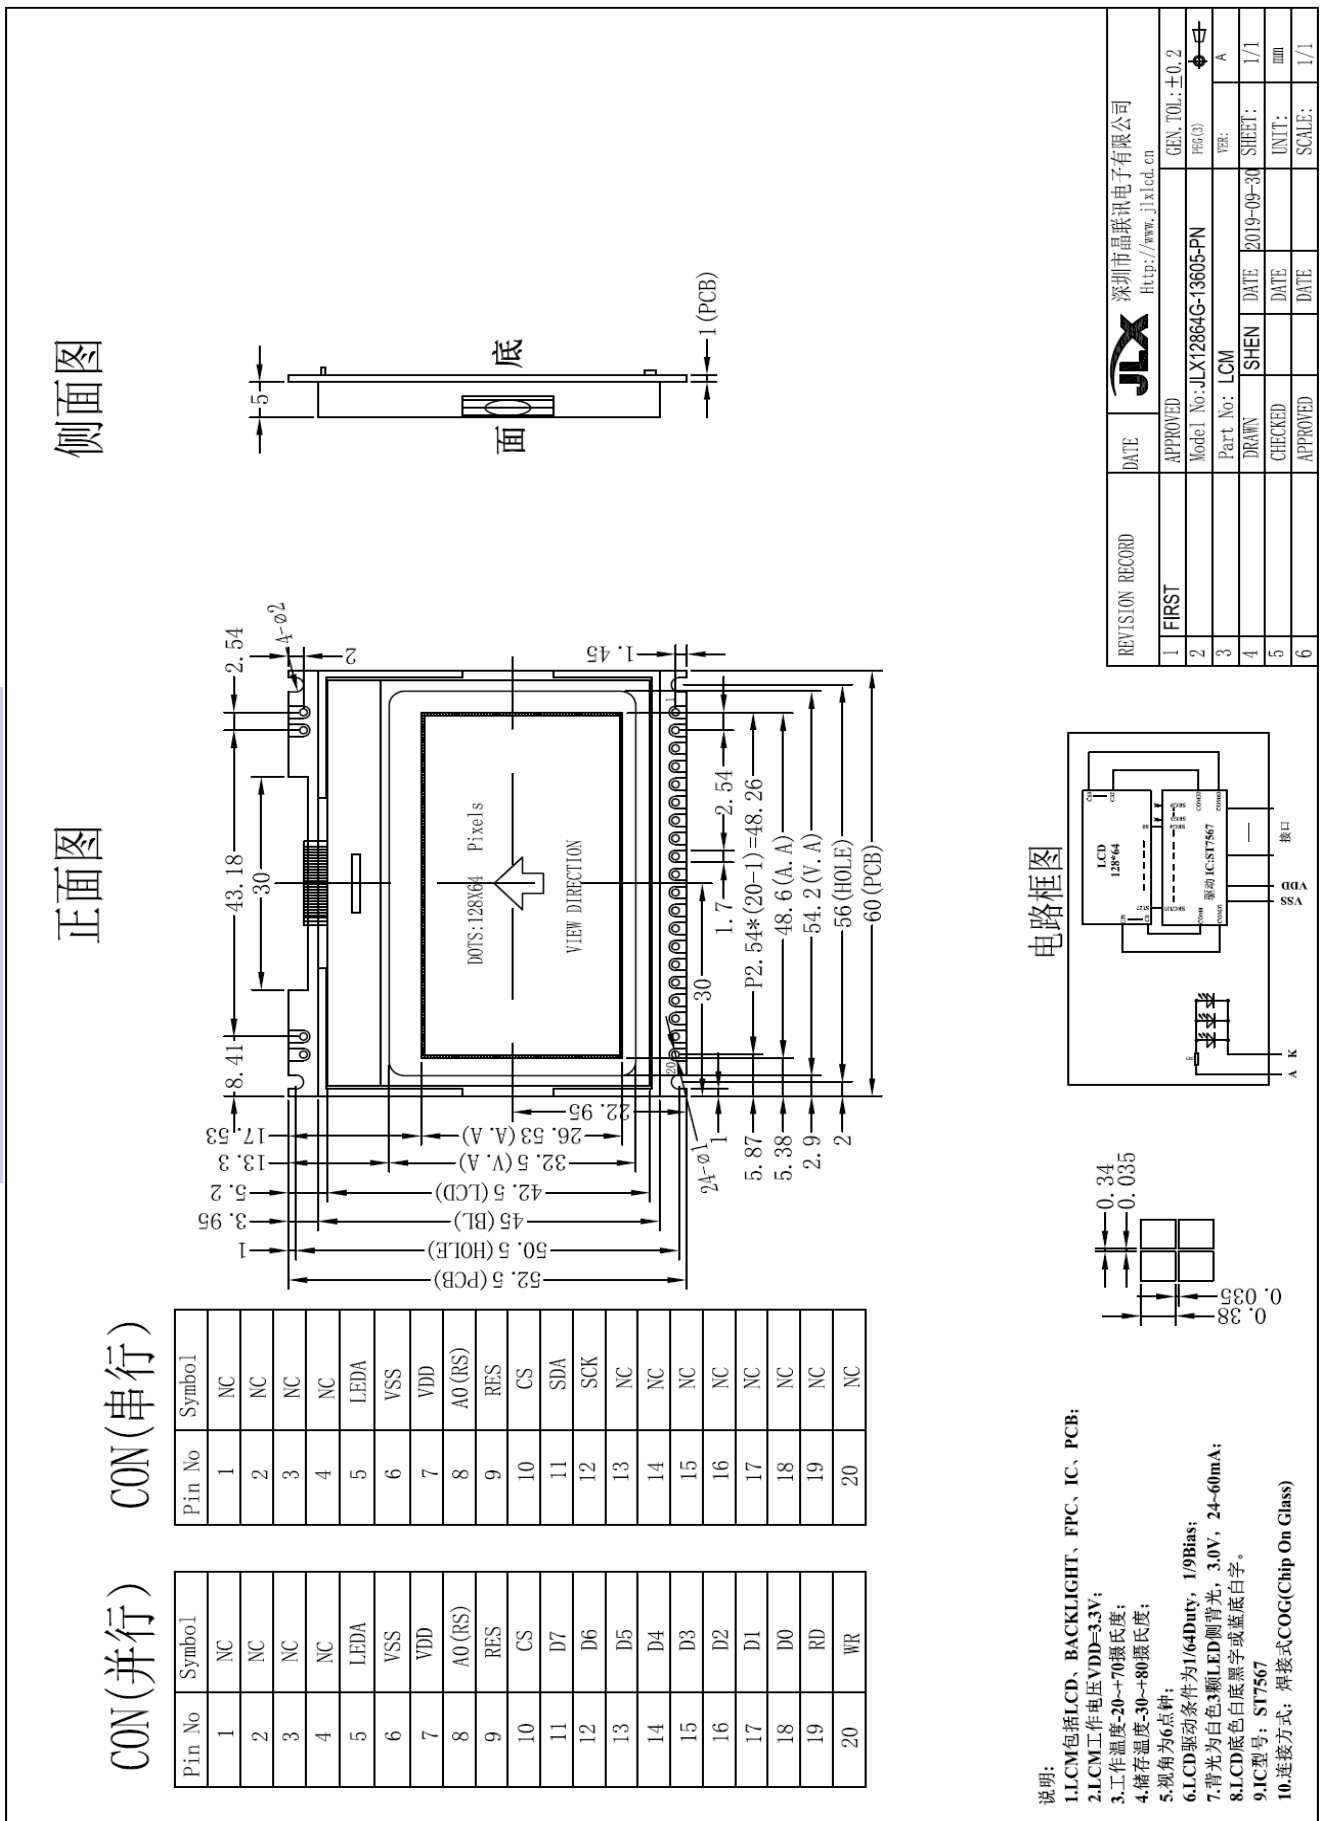 正面图
侧面图
2.54
43.18
30
8.41
4-ø2
2
1.45
17.53
13.3
5.2
3.95
1
26.53(A.A)
32.5(V.A)
42.5(LCD)
45(BL)
50.5(HOLE)
52.5(PCB)
22.95
DOTS:128X64 Pixels
VIEW DIRECTION
1
20
24-ø1
1
30
1.7
2.54
5.87
P2.54*(20-1)=48.26
5.38
48.6(A.A)
2.9
54.2(V.A)
2
56(HOLE)
60(PCB)
5
面
底
1(PCB)
CON(并行)
Pin No Symbol
1 NC
2 NC
3 NC
4 NC
5 LEDA
6 VSS
7 VDD
8 A0(RS)
9 RES
10 CS
11 D7
12 D6
13 D5
14 D4
15 D3
16 D2
17 D1
18 D0
19 RD
20 WR
CON(串行)
Pin No Symbol
1 NC
2 NC
3 NC
4 NC
5 LEDA
6 VSS
7 VDD
8 A0(RS)
9 RES
10 CS
11 SDA
12 SCK
13 NC
14 NC
15 NC
16 NC
17 NC
18 NC
19 NC
20 NC
说明:
1.LCM包括LCD、BACKLIGHT、FPC、IC、PCB;
2.LCM工作电压VDD=3.3V;
3.工作温度-20~+70摄氏度;
4.储存温度-30~+80摄氏度;
5.视角为6点钟;
6.LCD驱动条件为1/64Duty, 1/9Bias;
7.背光为白色3颗LED侧背光, 3.0V, 24~60mA;
8.LCD底色白底黑字或蓝底白字。
9.IC型号: ST7567
10.连接方式: 焊接式COG(Chip On Glass)
0.34
0.035
0.035
0.38
电路框图
LCD
128*64
驱动 IC:ST7567
A
K
VSS
VDD
接口
REVISION RECORD DATE
JLX
深圳市晶联讯电子有限公司
Http://www.jlxlcd.cn
1 FIRST APPROVED GEN.TOL:±0.2
2 Model No:JLX12864G-13605-PN PEG(3)
3 Part No: LCM VER: A
4 DRAWN SHEN DATE 2019-09-30 SHEET: 1/1
5 CHECKED DATE UNIT: mm
6 APPROVED DATE SCALE: 1/1